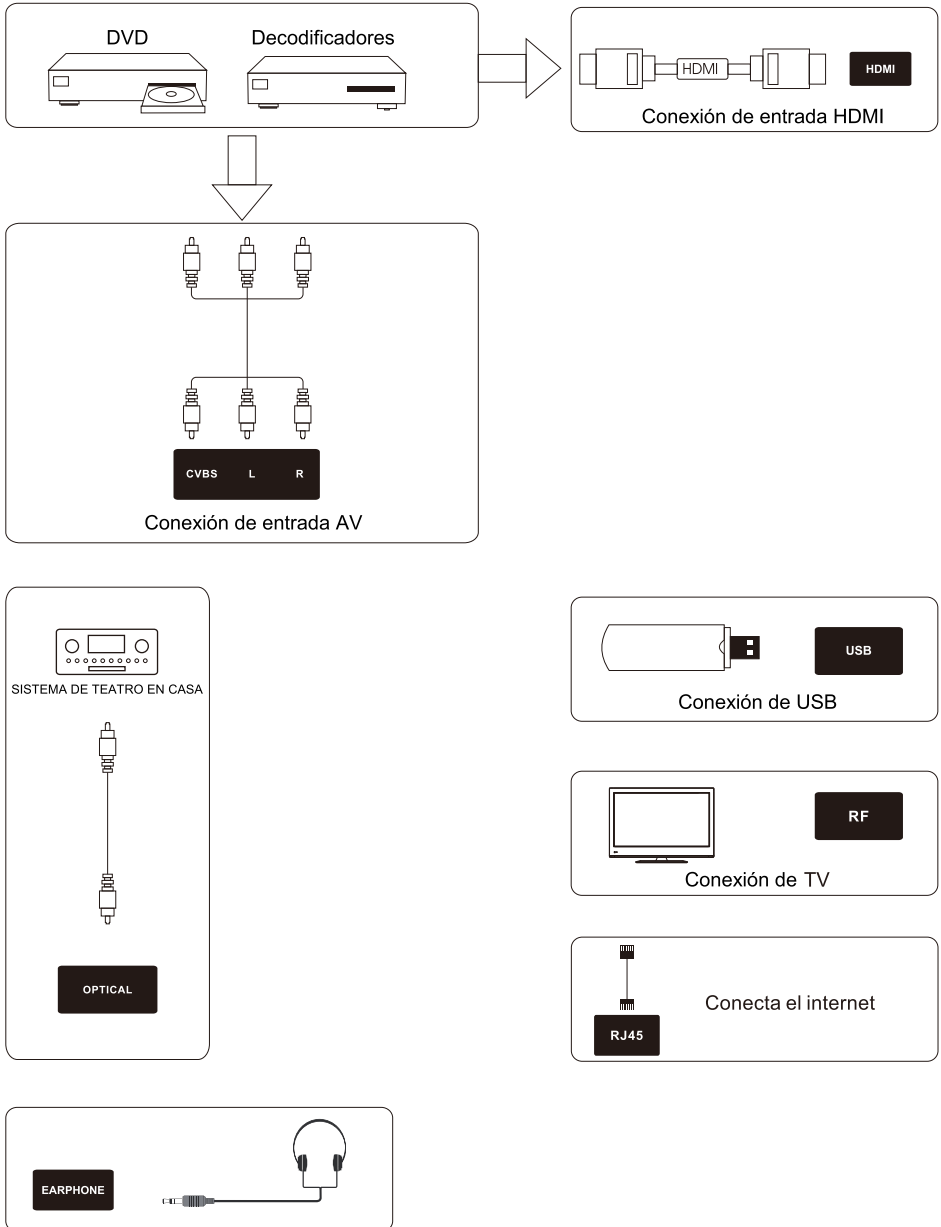 DVD
Decodificadores
HDMI
HDMI
Conexión de entrada HDMI
CVBS L R
Conexión de entrada AV
SISTEMA DE TEATRO EN CASA
OPTICAL
USB
Conexión de USB
RF
Conexión de TV
Conecta el internet
RJ45
EARPHONE